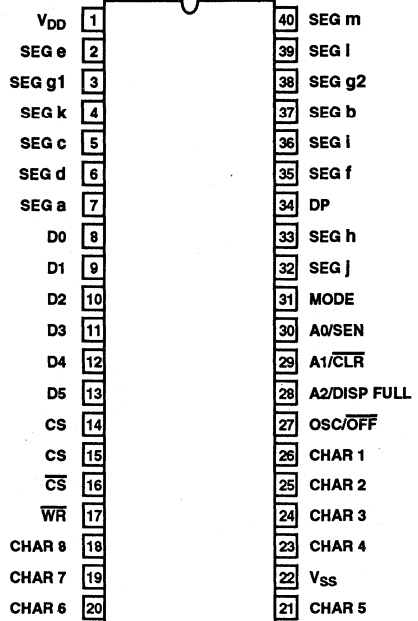 VDD 1 40 SEG m
SEG e 2 39 SEG l
SEG g1 3 38 SEG g2
SEG k 4 37 SEG b
SEG c 5 36 SEG i
SEG d 6 35 SEG f
SEG a 7 34 DP
D0 8 33 SEG h
D1 9 32 SEG j
D2 10 31 MODE
D3 11 30 A0/SEN
D4 12 29 A1/C̅L̅R̅
D5 13 28 A2/DISP FULL
CS 14 27 OSC/O̅F̅F̅
CS 15 26 CHAR 1
C̅S̅ 16 25 CHAR 2
W̅R̅ 17 24 CHAR 3
CHAR 8 18 23 CHAR 4
CHAR 7 19 22 VSS
CHAR 6 20 21 CHAR 5